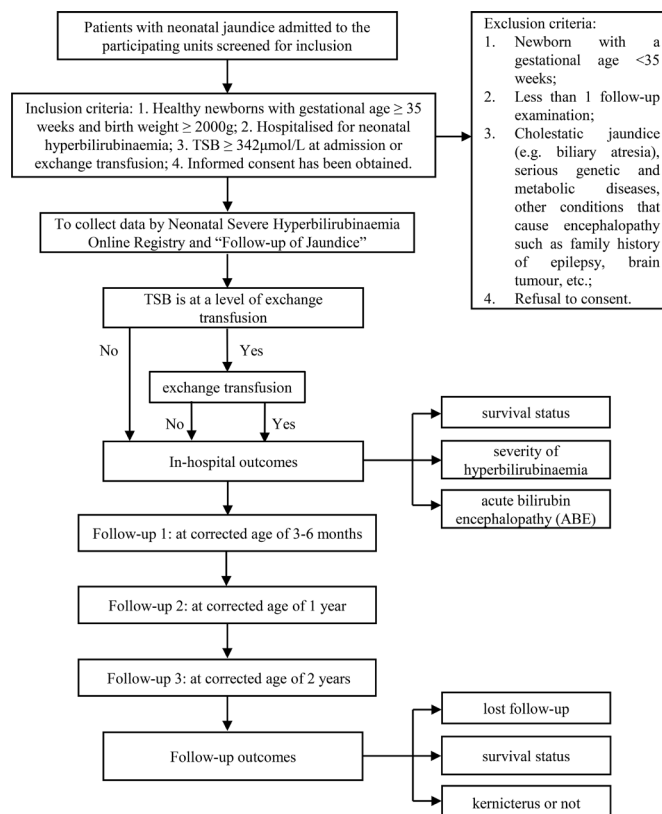 Patients with neonatal jaundice admitted to the
participating units screened for inclusion
Inclusion criteria: 1. Healthy newborns with gestational age ≥ 35
weeks and birth weight ≥ 2000g; 2. Hospitalised for neonatal
hyperbilirubinaemia; 3. TSB ≥ 342μmol/L at admission or
exchange transfusion; 4. Informed consent has been obtained.
Exclusion criteria:
1. Newborn with a
gestational age <35
weeks;
2. Less than 1 follow-up
examination;
3. Cholestatic jaundice
(e.g. biliary atresia),
serious genetic and
metabolic diseases,
other conditions that
cause encephalopathy
such as family history
of epilepsy, brain
tumour, etc.;
4. Refusal to consent.
To collect data by Neonatal Severe Hyperbilirubinaemia
Online Registry and “Follow-up of Jaundice”
TSB is at a level of exchange
transfusion
No
Yes
exchange transfusion
No
Yes
In-hospital outcomes
survival status
severity of
hyperbilirubinaemia
acute bilirubin
encephalopathy (ABE)
Follow-up 1: at corrected age of 3-6 months
Follow-up 2: at corrected age of 1 year
Follow-up 3: at corrected age of 2 years
Follow-up outcomes
lost follow-up
survival status
kernicterus or not